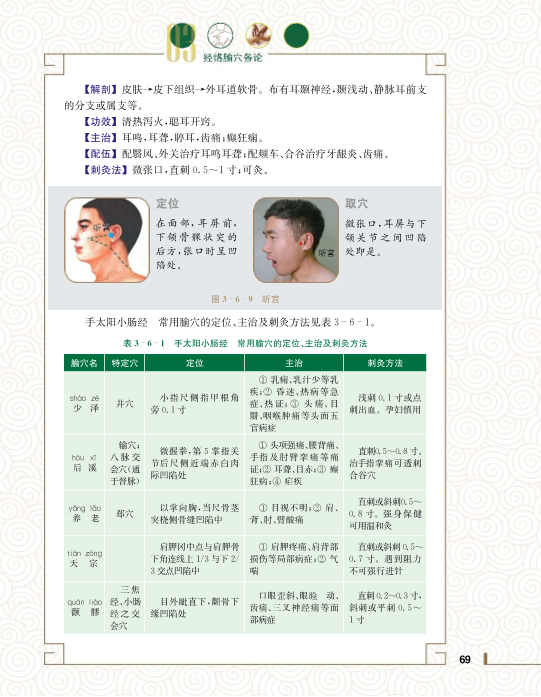 03
经络腧穴各论
【解剖】皮肤→皮下组织→外耳道软骨。布有耳颞神经,颞浅动、静脉耳前支
的分支或属支等。
【功效】清热泻火,聪耳开窍。
【主治】耳鸣,耳聋,聤耳,齿痛;癫狂痫。
【配伍】配翳风、外关治疗耳鸣耳聋;配颊车、合谷治疗牙龈炎、齿痛。
【刺灸法】微张口,直刺0.5~1寸;可灸。
听宫
定位
在面部,耳屏前,
下颌骨髁状突的
后方,张口时呈凹
陷处。
听宫
取穴
微张口,耳屏与下
颌关节之间凹陷
处即是。
图3-6-9 听宫
手太阳小肠经 常用腧穴的定位、主治及刺灸方法见表3-6-1。
表3-6-1 手太阳小肠经 常用腧穴的定位、主治及刺灸方法
腧穴名 特定穴 定位 主治 刺灸方法
shào zé
少 泽
井穴
小指尺侧指甲根角
旁0.1寸
①乳痛、乳汁少等乳
疾;②昏迷、热病等急
症、热证;③头痛、目
翳、咽喉肿痛等头面五
官病症
浅刺0.1寸或点
刺出血。孕妇慎用
hòu xī
后 溪
输穴;
八脉交
会穴(通
于督脉)
微握拳,第5掌指关
节后尺侧近端赤白肉
际凹陷处
①头项强痛、腰背痛、
手指及肘臂挛痛等痛
证;②耳聋、目赤;③癫
狂病;④疟疾
直刺0.5~0.8寸。
治手指挛痛可透刺
合谷穴
yǎng lǎo
养 老
郄穴
以掌向胸,当尺骨茎
突桡侧骨缝凹陷中
①目视不明;②肩、
背、肘、臂酸痛
直刺或斜刺0.5~
0.8寸。强身保健
可用温和灸
tiān zōng
天 宗
肩胛冈中点与肩胛骨
下角连线上1/3与下2/
3交点凹陷中
①肩胛疼痛、肩背部
损伤等局部病症;②气
喘
直刺或斜刺0.5~
0.7寸。遇到阻力
不可强行进针
quán liáo
颧 髎
三焦
经、小肠
经之交
会穴
目外眦直下,颧骨下
缘凹陷处
口眼歪斜、眼睑 动、
齿痛、三叉神经痛等面
部病症
直刺0.2~0.3寸,
斜刺或平刺0.5~
1寸
69